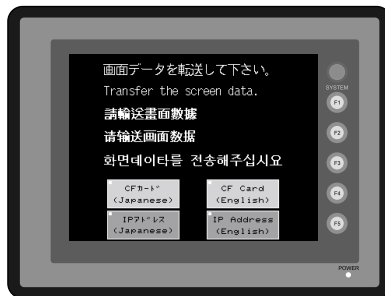 画面データを転送して下さい。
Transfer the screen data.
請輸送畫面數據
请输送画面数据
화면데이타를 전송해주십시요
CFｶｰﾄﾞ
(Japanese)
CF Card
(English)
IPｱﾄﾞﾚｽ
(Japanese)
IP Address
(English)
SYSTEM
F1
F2
F3
F4
F5
POWER